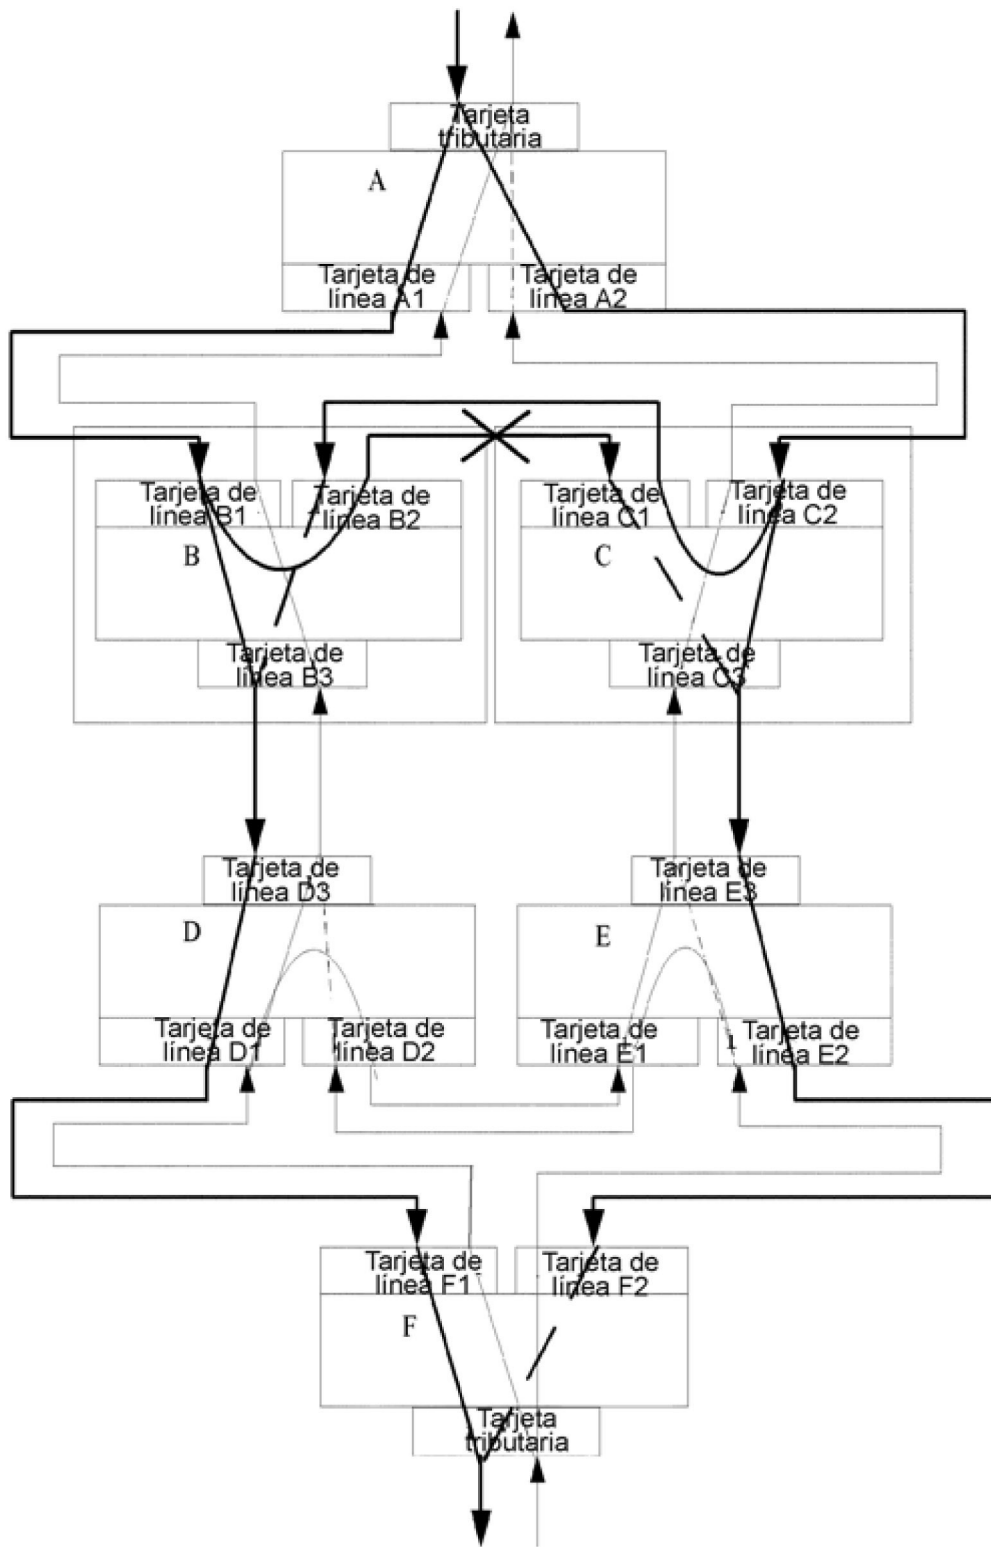 Tarjeta
tributaria
A
Tarjeta de
línea A1
Tarjeta de
línea A2
Tarjeta de
línea B1
Tarjeta de
línea B2
Tarjeta de
línea C1
Tarjeta de
línea C2
B
C
Tarjeta de
línea B3
Tarjeta de
línea C3
Tarjeta de
línea D3
Tarjeta de
línea E3
D
E
Tarjeta de
línea D1
Tarjeta de
línea D2
Tarjeta de
línea E1
Tarjeta de
línea E2
Tarjeta de
línea F1
Tarjeta de
línea F2
F
Tarjeta
tributaria